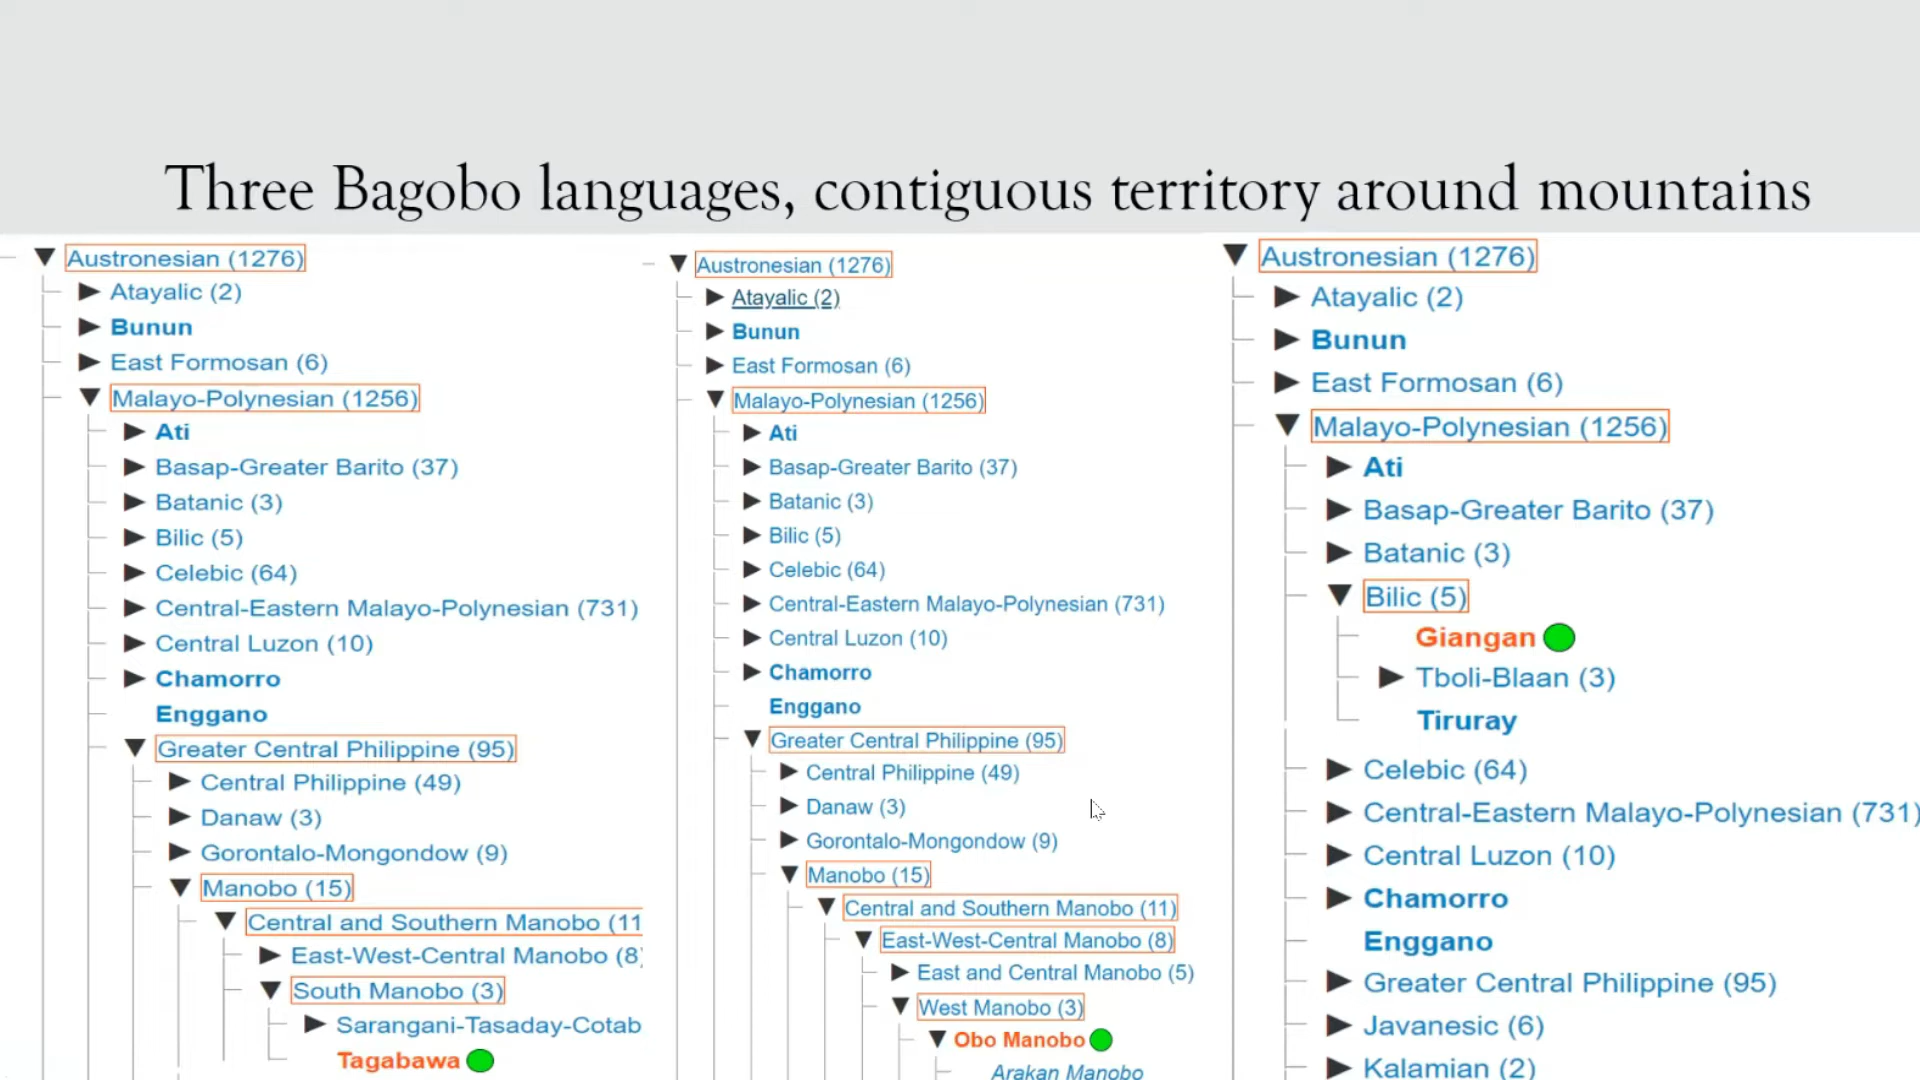 Three Bagobo languages, contiguous territory around mountains
Austronesian (1276)
Atayalic (2)
Bunun
East Formosan (6)
Malayo-Polynesian (1256)
Ati
Basap-Greater Barito (37)
Batanic (3)
Bilic (5)
Celebic (64)
Central-Eastern Malayo-Polynesian (731)
Central Luzon (10)
Chamorro
Enggano
Greater Central Philippine (95)
Central Philippine (49)
Danaw (3)
Gorontalo-Mongondow (9)
Manobo (15)
Central and Southern Manobo (11
East-West-Central Manobo (8)
South Manobo (3)
Sarangani-Tasaday-Cotab
Tagabawa
Austronesian (1276)
Atayalic (2)
Bunun
East Formosan (6)
Malayo-Polynesian (1256)
Ati
Basap-Greater Barito (37)
Batanic (3)
Bilic (5)
Celebic (64)
Central-Eastern Malayo-Polynesian (731)
Central Luzon (10)
Chamorro
Enggano
Greater Central Philippine (95)
Central Philippine (49)
Danaw (3)
Gorontalo-Mongondow (9)
Manobo (15)
Central and Southern Manobo (11)
East-West-Central Manobo (8)
East and Central Manobo (5)
West Manobo (3)
Obo Manobo
Arakan Manobo
Austronesian (1276)
Atayalic (2)
Bunun
East Formosan (6)
Malayo-Polynesian (1256)
Ati
Basap-Greater Barito (37)
Batanic (3)
Bilic (5)
Giangan
Tboli-Blaan (3)
Tiruray
Celebic (64)
Central-Eastern Malayo-Polynesian (731)
Central Luzon (10)
Chamorro
Enggano
Greater Central Philippine (95)
Javanesic (6)
Kalamian (2)